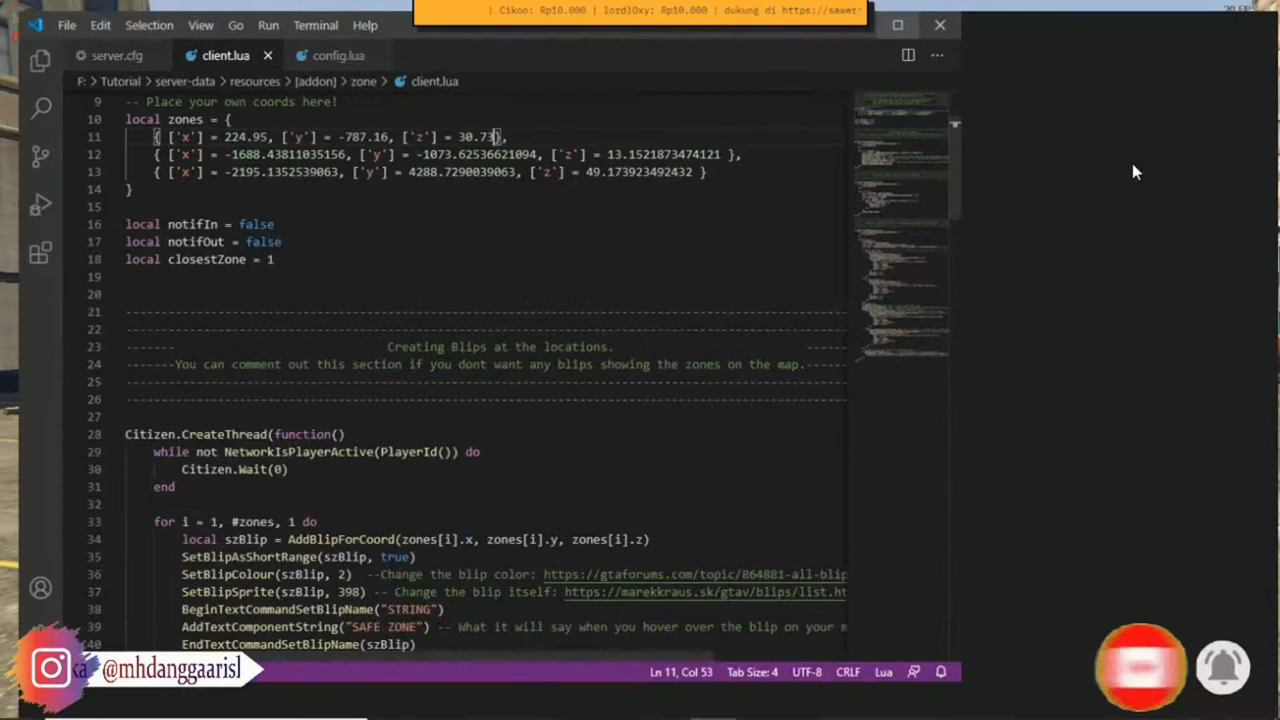 | Cikoo: Rp10.000 | lordl0xy: Rp10.000 | dukung di https://sawer
File Edit Selection View Go Run Terminal Help
server.cfg client.lua config.lua
F: > Tutorial > server-data > resources > [addon] > zone > client.lua
9 -- Place your own coords here!
10 local zones = {
11 { ['x'] = 224.95, ['y'] = -787.16, ['z'] = 30.73},
12 { ['x'] = -1688.43811035156, ['y'] = -1073.62536621094, ['z'] = 13.1521873474121 },
13 { ['x'] = -2195.1352539063, ['y'] = 4288.7290039063, ['z'] = 49.173923492432 }
14 }
15
16 local notifIn = false
17 local notifOut = false
18 local closestZone = 1
19
20
21 ----------------------------------------
22 ----------------------------------------
23 ------- Creating Blips at the locations. ------
24 -------You can comment out this section if you dont want any blips showing the zones on the map.------
25 ----------------------------------------
26 ----------------------------------------
27
28 Citizen.CreateThread(function()
29 while not NetworkIsPlayerActive(PlayerId()) do
30 Citizen.Wait(0)
31 end
32
33 for i = 1, #zones, 1 do
34 local szBlip = AddBlipForCoord(zones[i].x, zones[i].y, zones[i].z)
35 SetBlipAsShortRange(szBlip, true)
36 SetBlipColour(szBlip, 2) --Change the blip color: https://gtaforums.com/topic/864881-all-blip
37 SetBlipSprite(szBlip, 398) -- Change the blip itself: https://marekkraus.sk/gtav/blips/list.ht
38 BeginTextCommandSetBlipName("STRING")
39 AddTextComponentString("SAFE ZONE") -- What it will say when you hover over the blip on your m
40 EndTextCommandSetBlipName(szBlip)
@mhdanggaarisl
Ln 11, Col 53 Tab Size: 4 UTF-8 CRLF Lua